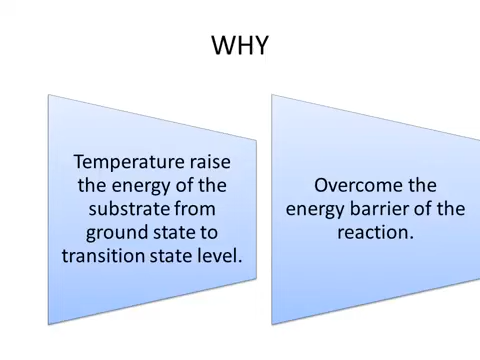 WHY
Temperature raise
the energy of the
substrate from
ground state to
transition state level.
Overcome the
energy barrier of the
reaction.